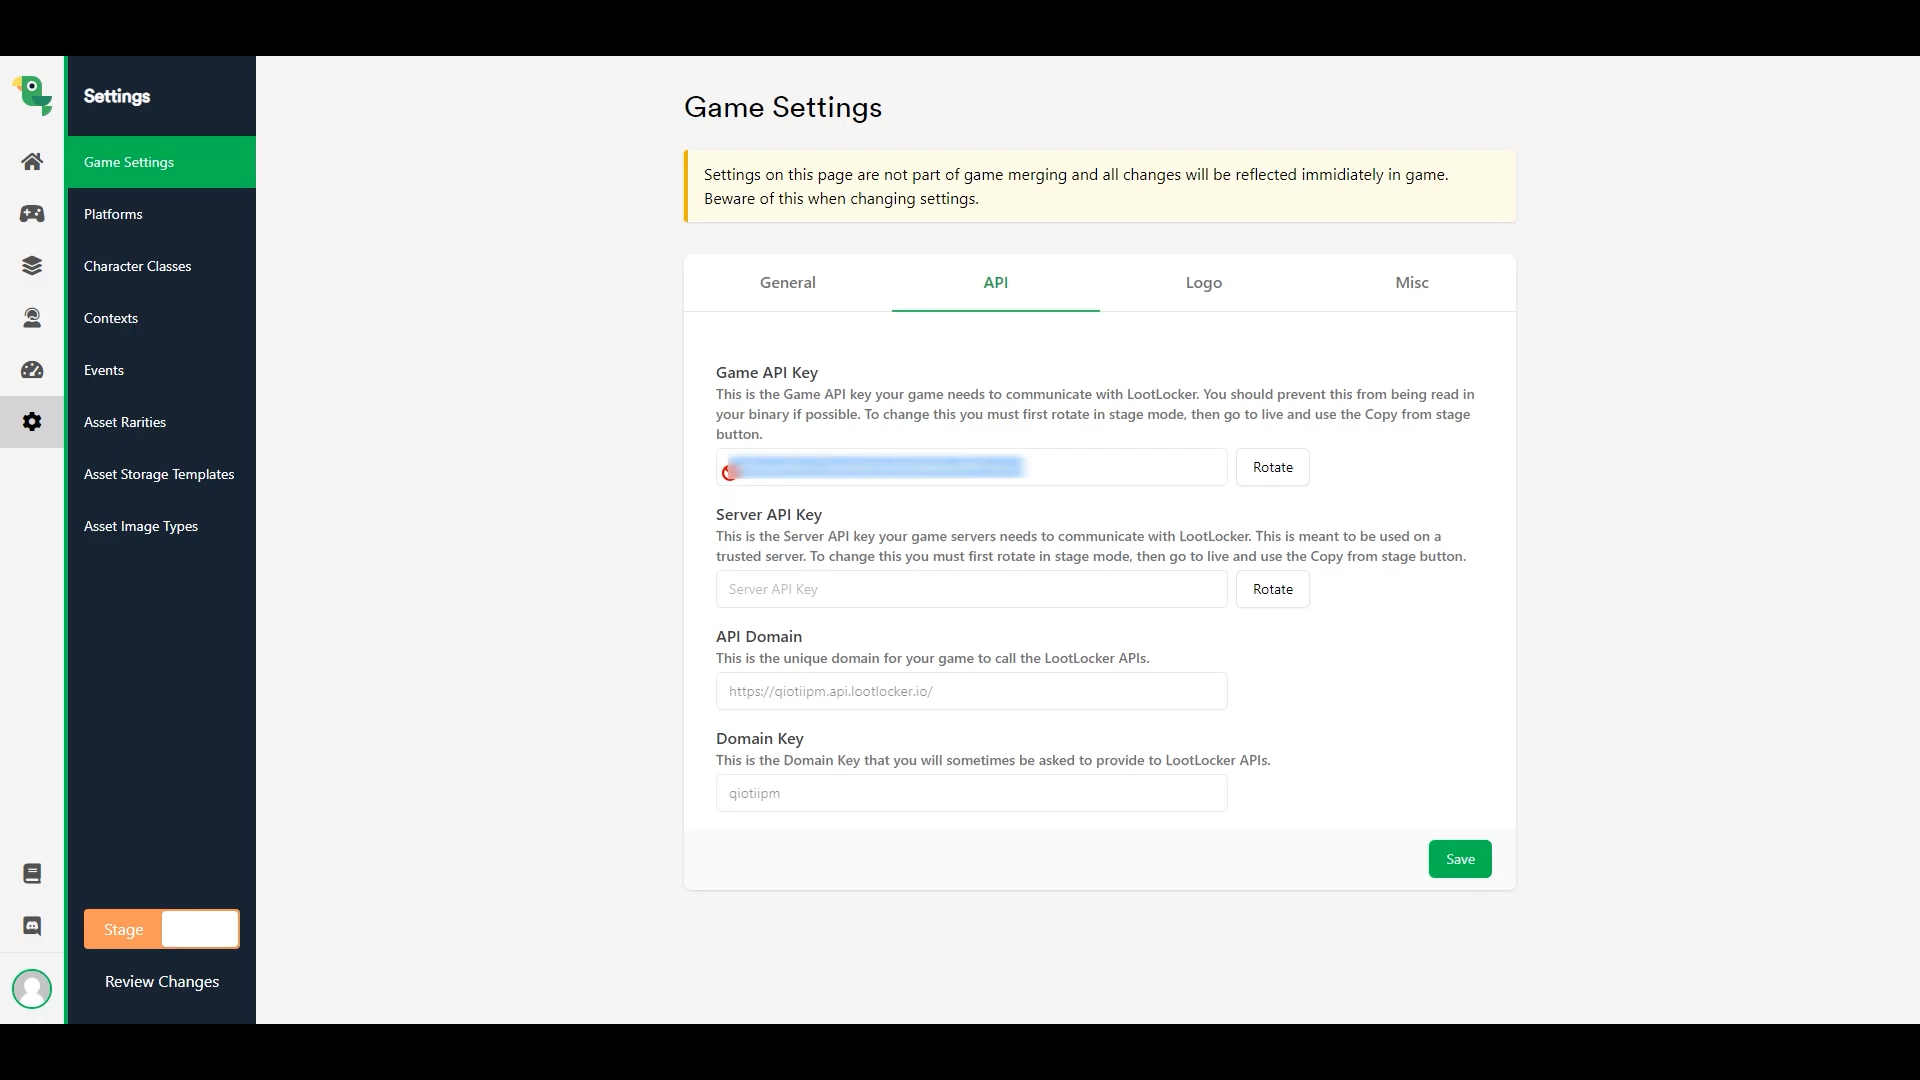 Settings
Game Settings
Platforms
Character Classes
Contexts
Events
Asset Rarities
Asset Storage Templates
Asset Image Types
Stage
Review Changes
Game Settings
Settings on this page are not part of game merging and all changes will be reflected immidiately in game.
Beware of this when changing settings.
General
API
Logo
Misc
Game API Key
This is the Game API key your game needs to communicate with LootLocker. You should prevent this from being read in
your binary if possible. To change this you must first rotate in stage mode, then go to live and use the Copy from stage
button.
Rotate
Server API Key
This is the Server API key your game servers needs to communicate with LootLocker. This is meant to be used on a
trusted server. To change this you must first rotate in stage mode, then go to live and use the Copy from stage button.
Server API Key
Rotate
API Domain
This is the unique domain for your game to call the LootLocker APIs.
https://qiotiipm.api.lootlocker.io/
Domain Key
This is the Domain Key that you will sometimes be asked to provide to LootLocker APIs.
qiotiipm
Save